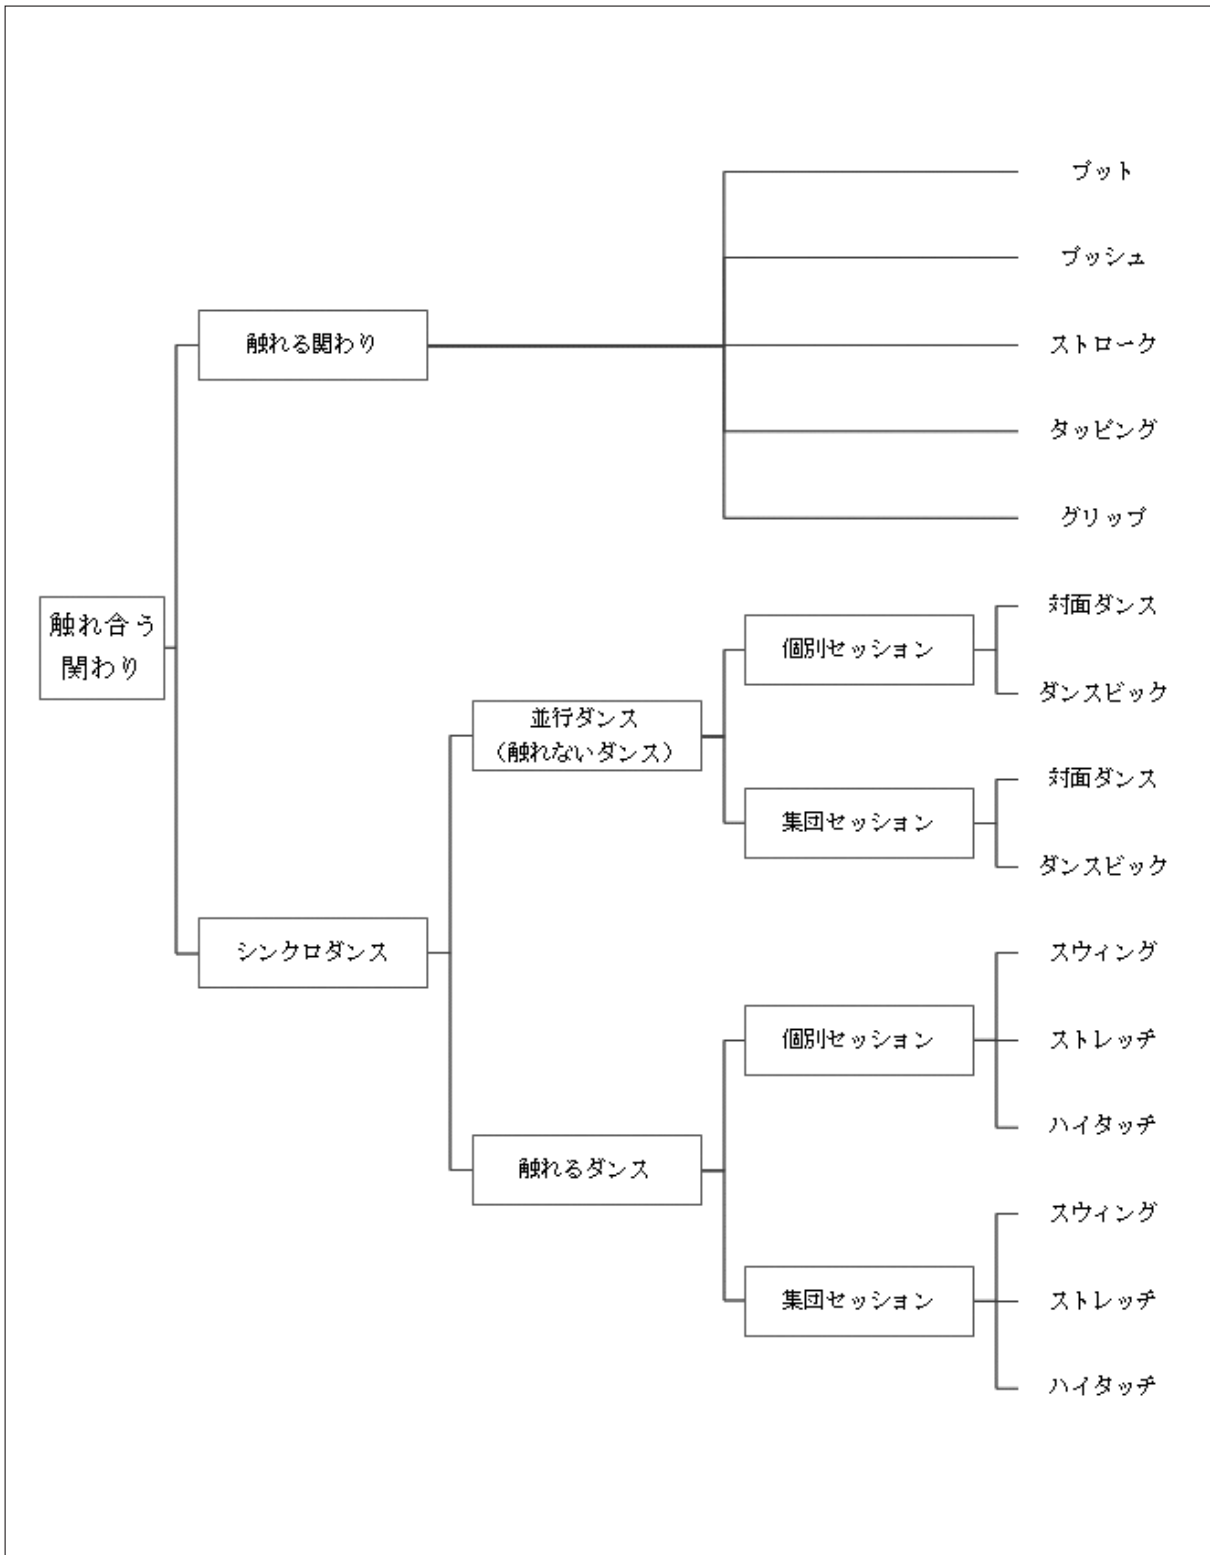 プット
プッシュ
触れる関わり
ストローク
タッピング
グリップ
触れ合う
関わり
対面ダンス
個別セッション
ダンスビック
並行ダンス
（触れないダンス）
対面ダンス
集団セッション
ダンスビック
シンクロダンス
スウィング
個別セッション
ストレッチ
ハイタッチ
触れるダンス
スウィング
集団セッション
ストレッチ
ハイタッチ